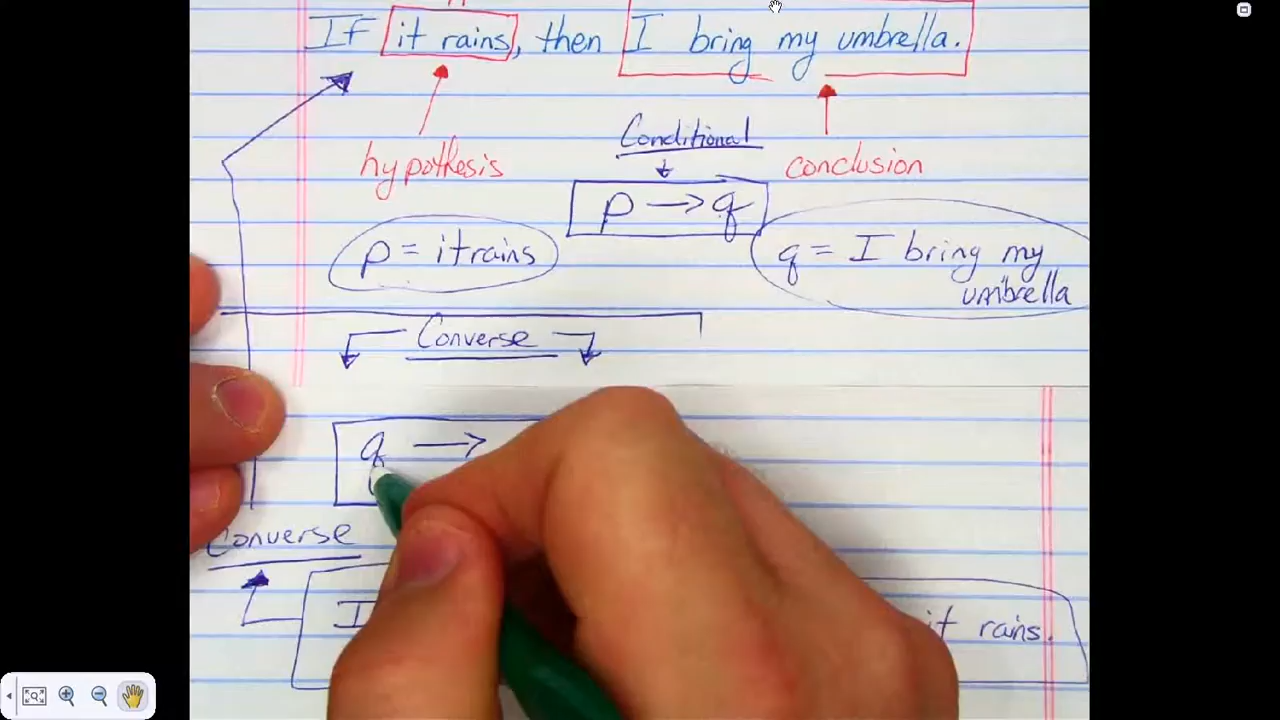 IF it rains, then I bring my umbrella.
Conditional
hypothesis
conclusion
p → q
p = it rains
q = I bring my
umbrella
Converse
q →
Converse
I
it rains.